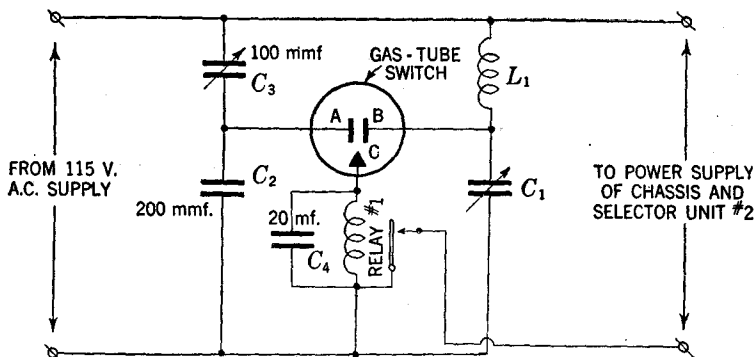 100 mmf
C3
GAS-TUBE
SWITCH
L1
A
B
C
FROM 115 V.
A.C. SUPPLY
C2
200 mmf.
C1
TO POWER SUPPLY
OF CHASSIS AND
SELECTOR UNIT #2
20 mf.
C4
RELAY #1